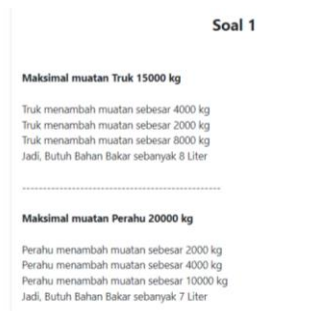 Soal 1
Maksimal muatan Truk 15000 kg
Truk menambah muatan sebesar 4000 kg
Truk menambah muatan sebesar 2000 kg
Truk menambah muatan sebesar 8000 kg
Jadi, Butuh Bahan Bakar sebanyak 8 Liter
------------------------------------------------
Maksimal muatan Perahu 20000 kg
Perahu menambah muatan sebesar 2000 kg
Perahu menambah muatan sebesar 4000 kg
Perahu menambah muatan sebesar 10000 kg
Jadi, Butuh Bahan Bakar sebanyak 7 Liter